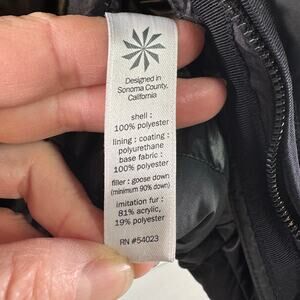 Designed in
Sonoma County,
California
shell :
100% polyester
lining : coating :
polyurethane
base fabric :
100% polyester
filler : goose down
(minimum 90% down)
imitation fur :
81% acrylic,
19% polyester
RN #54023